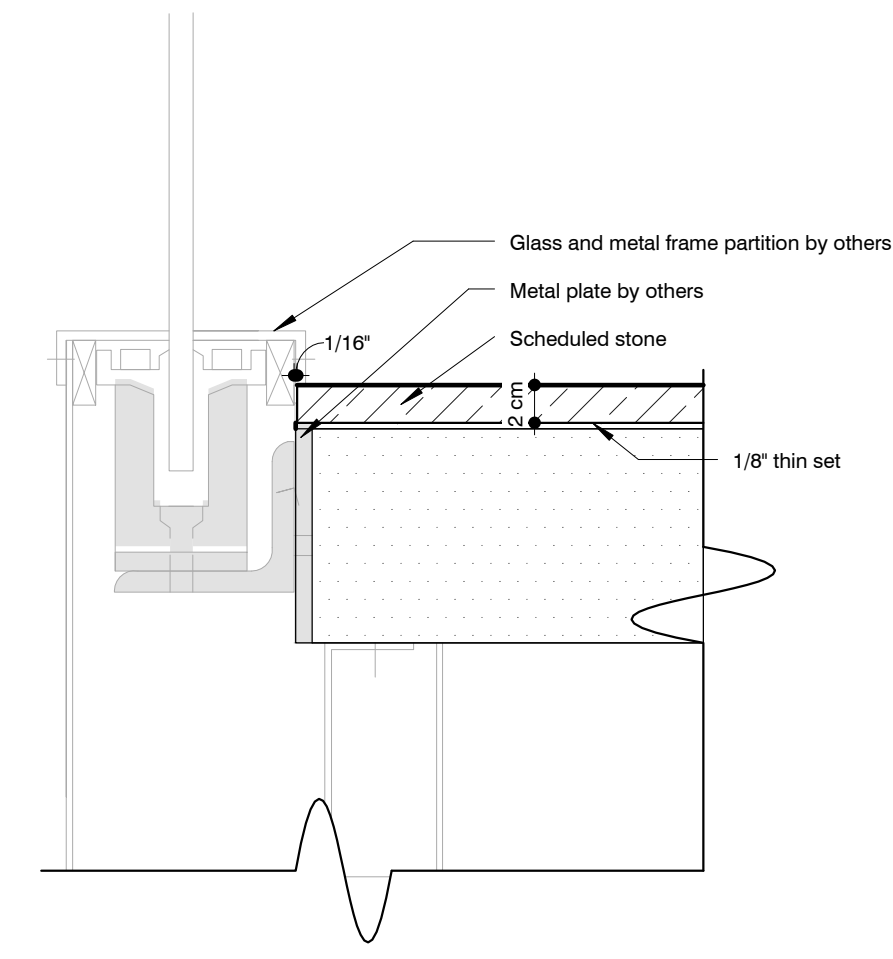 Glass and metal frame partition by others
Metal plate by others
Scheduled stone
1/16"
2 cm
1/8" thin set